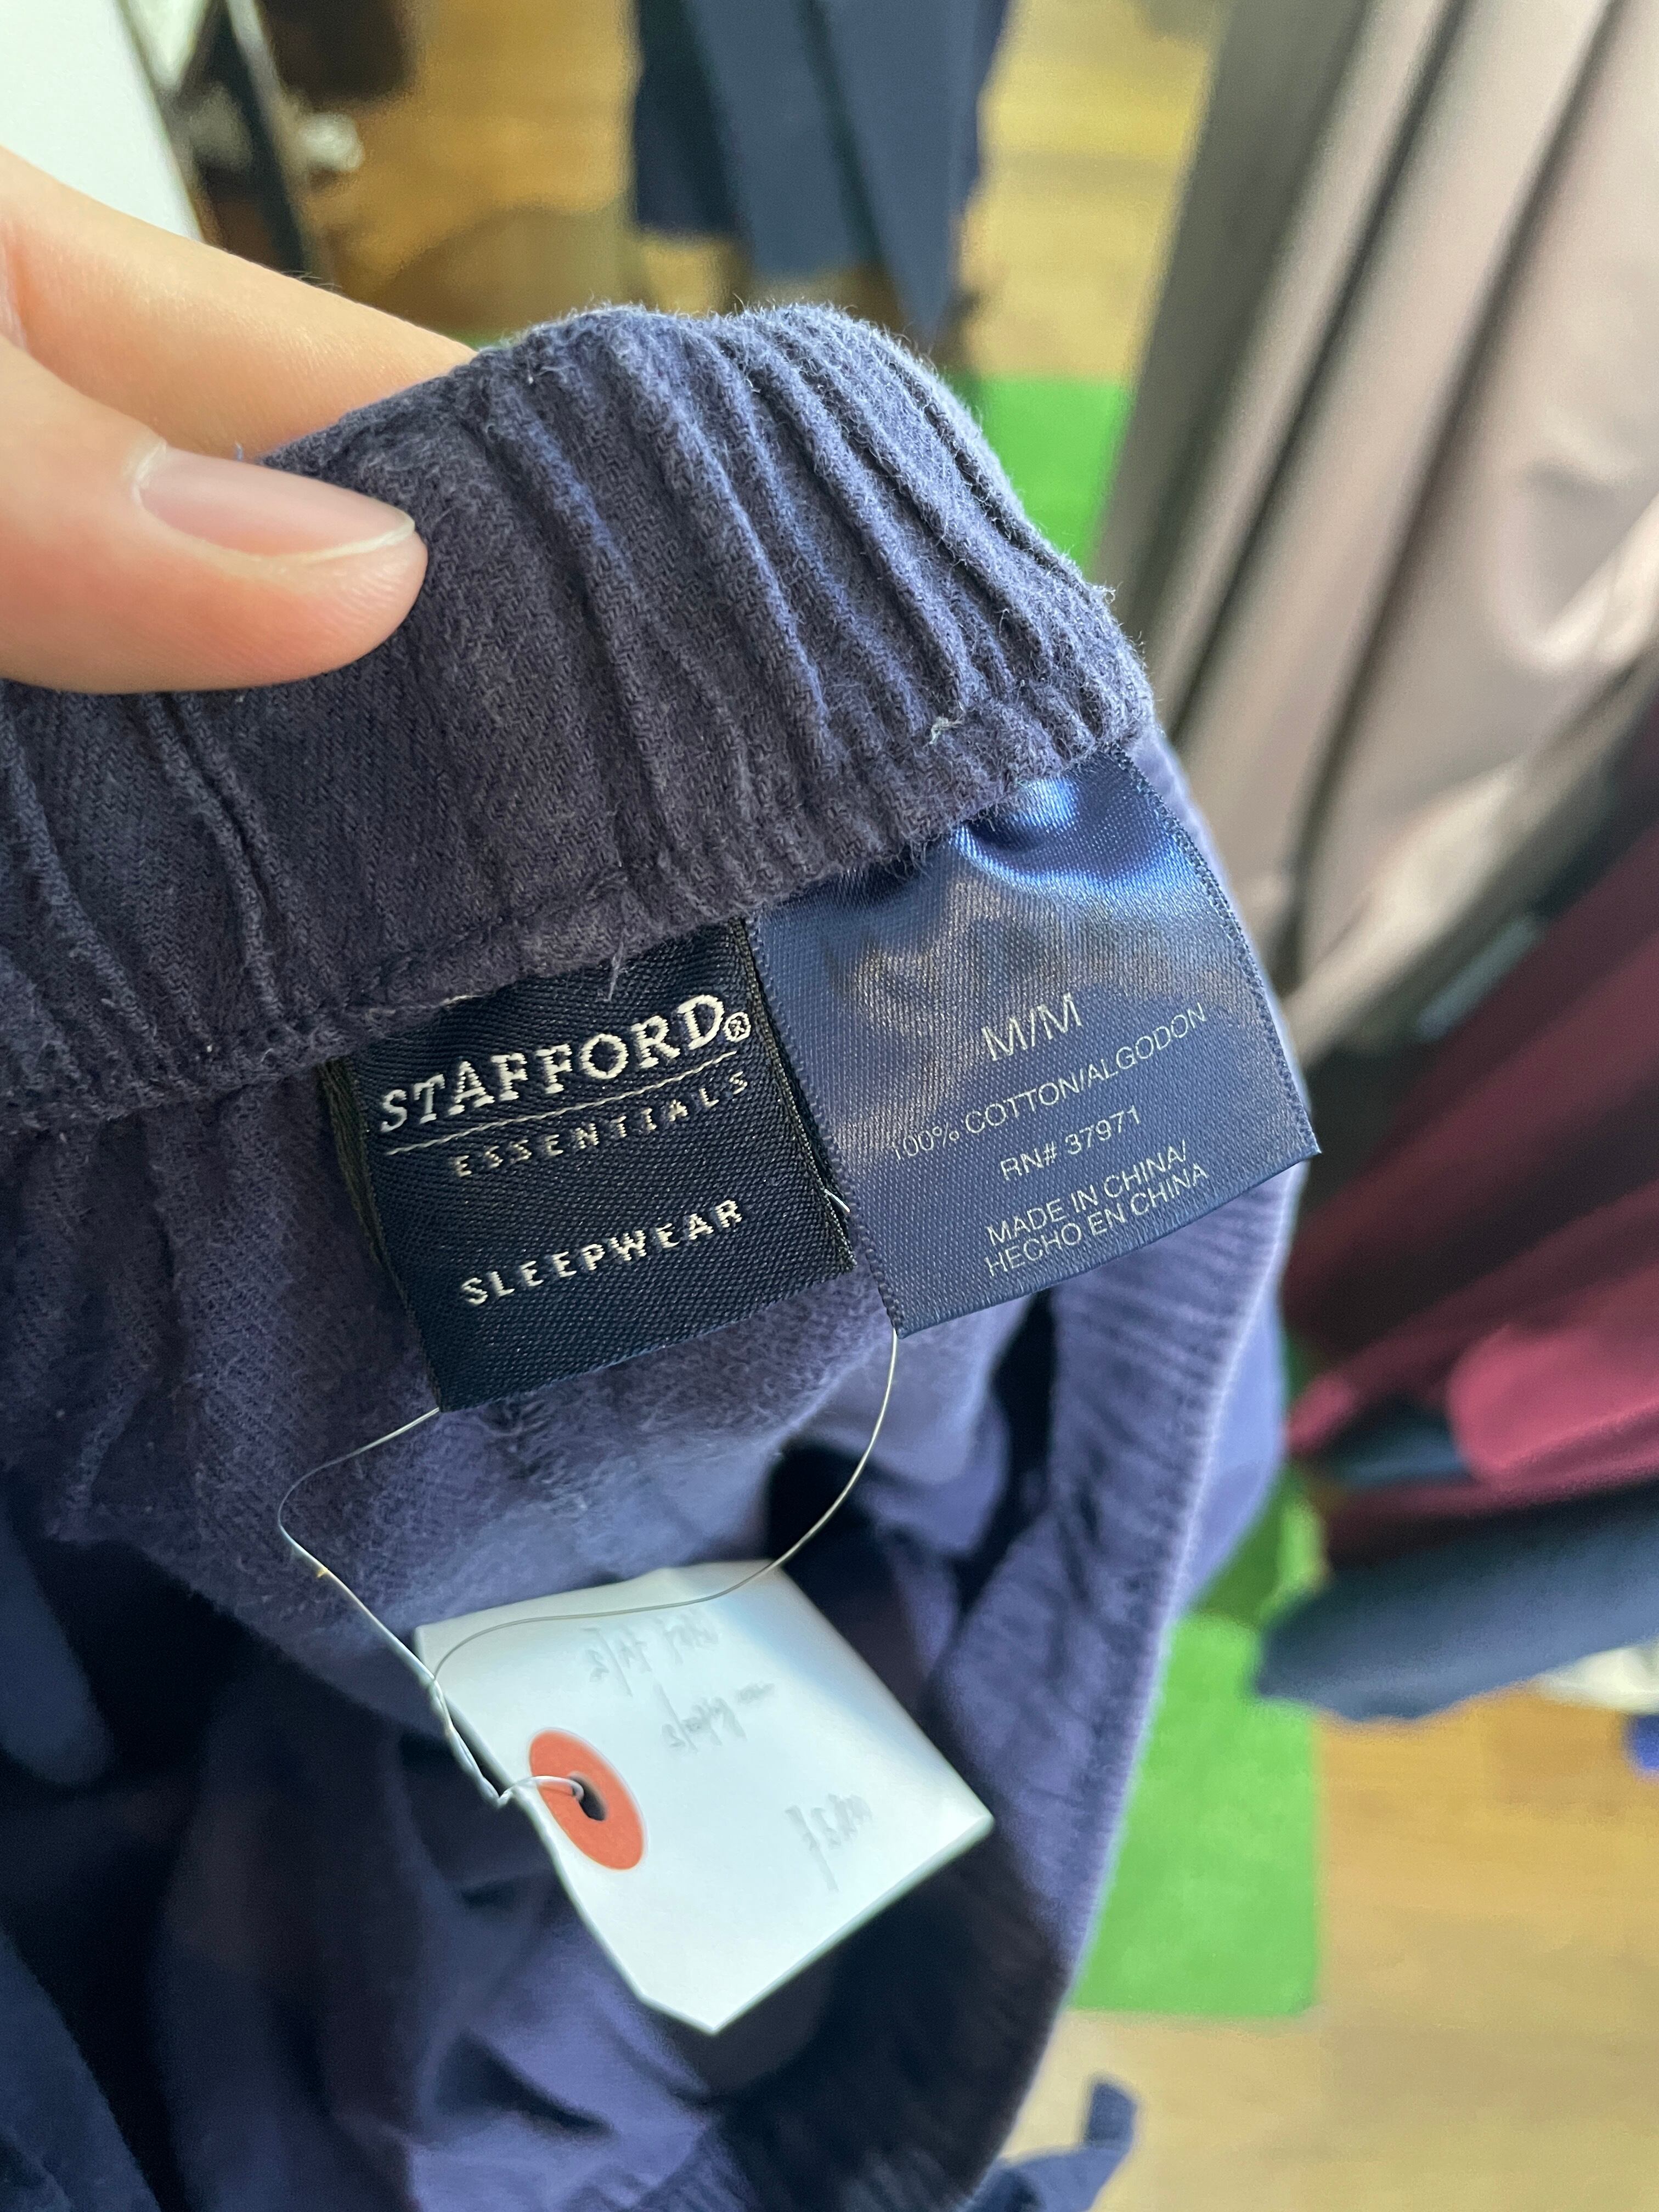 STAFFORD®
ESSENTIALS
SLEEPWEAR
M/M
100% COTTON/ALGODON
RN# 37971
MADE IN CHINA/
HECHO EN CHINA